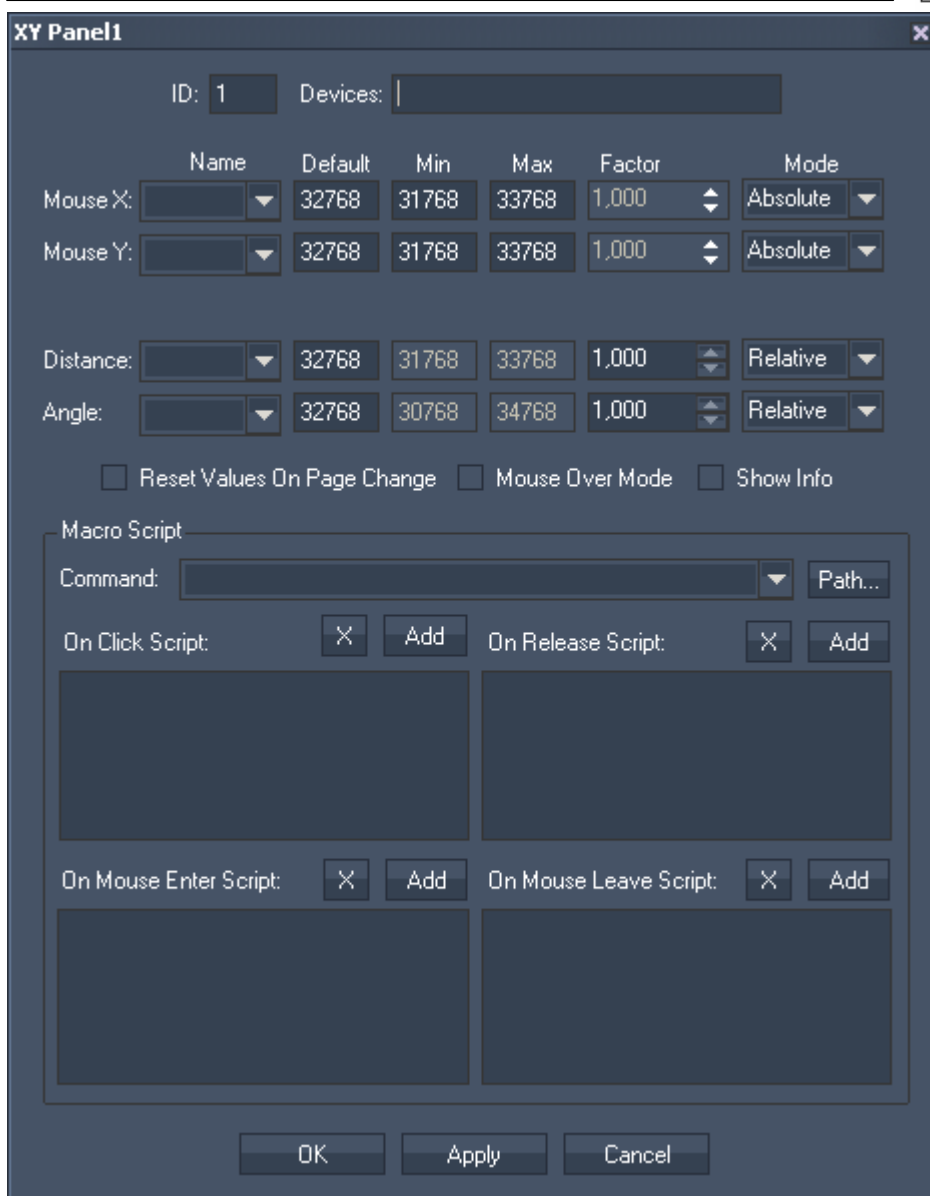 XY Panel1
ID: 1 Devices:
Name Default Min Max Factor Mode
Mouse X: 32768 31768 33768 1,000 Absolute
Mouse Y: 32768 31768 33768 1,000 Absolute
Distance: 32768 31768 33768 1,000 Relative
Angle: 32768 30768 34768 1,000 Relative
Reset Values On Page Change Mouse Over Mode Show Info
Macro Script
Command: Path...
On Click Script: X Add On Release Script: X Add
On Mouse Enter Script: X Add On Mouse Leave Script: X Add
OK Apply Cancel